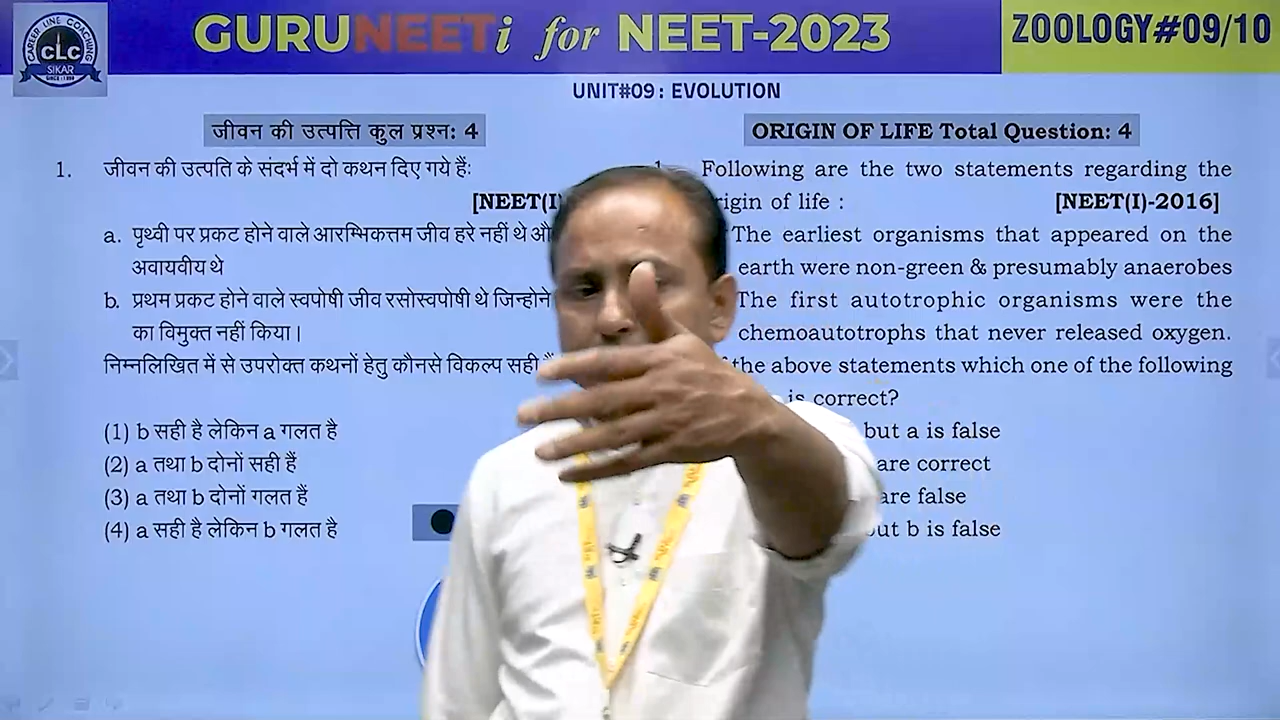 CAREER LINE COACHING
CLC
SIKAR
SINCE-1996
GURUNEETi for NEET-2023
ZOOLOGY#09/10
UNIT#09 : EVOLUTION
जीवन की उत्पत्ति कुल प्रश्न: 4
1. जीवन की उत्पति के संदर्भ में दो कथन दिए गये हैं:
[NEET(I)
a. पृथ्वी पर प्रकट होने वाले आरम्भिकत्तम जीव हरे नहीं थे औ
अवायवीय थे
b. प्रथम प्रकट होने वाले स्वपोषी जीव रसोस्वपोषी थे जिन्होने
का विमुक्त नहीं किया।
निम्नलिखित में से उपरोक्त कथनों हेतु कौनसे विकल्प सही
(1) b सही है लेकिन a गलत है
(2) a तथा b दोनों सही हैं
(3) a तथा b दोनों गलत हैं
(4) a सही है लेकिन b गलत है
ORIGIN OF LIFE Total Question: 4
Following are the two statements regarding the
rigin of life : [NEET(I)-2016]
The earliest organisms that appeared on the
earth were non-green & presumably anaerobes
The first autotrophic organisms were the
chemoautotrophs that never released oxygen.
the above statements which one of the following
is correct?
but a is false
are correct
are false
but b is false